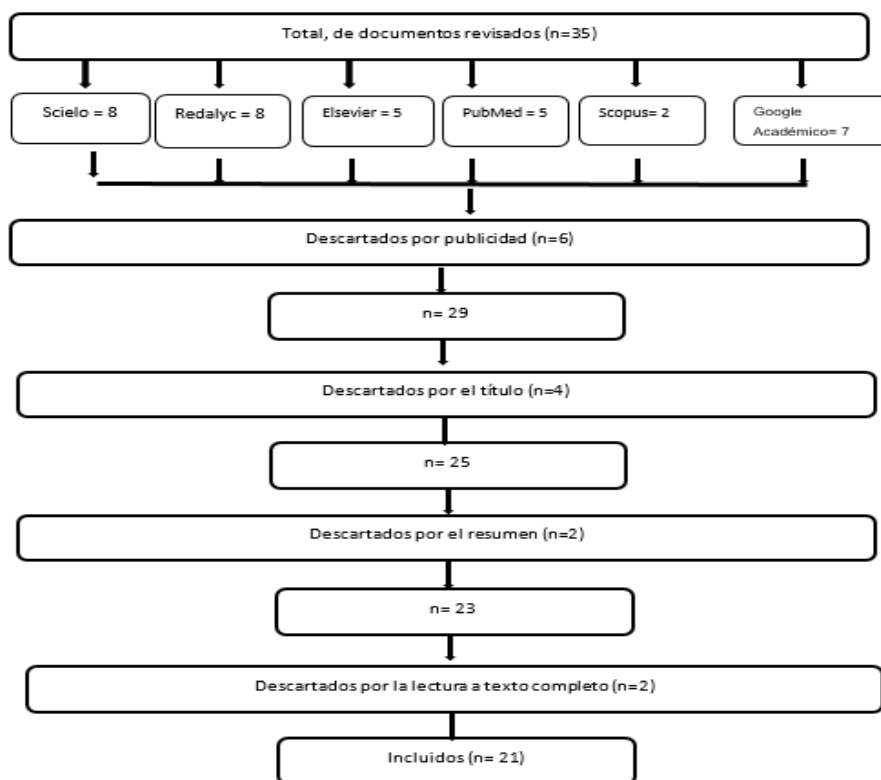 Total, de documentos revisados (n=35)
Scielo = 8
Redalyc = 8
Elsevier = 5
PubMed = 5
Scopus= 2
Google
Académico= 7
Descartados por publicidad (n=6)
n= 29
Descartados por el título (n=4)
n= 25
Descartados por el resumen (n=2)
n= 23
Descartados por la lectura a texto completo (n=2)
Incluidos (n= 21)